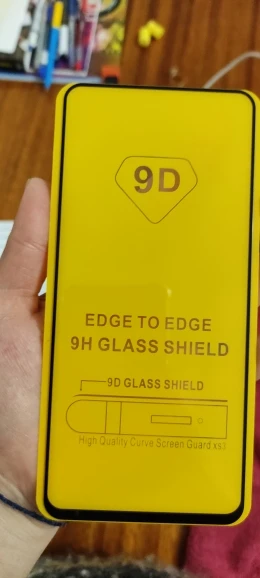 9D
EDGE TO EDGE
9H GLASS SHIELD
9D GLASS SHIELD
High Quality Curve Screen Guard